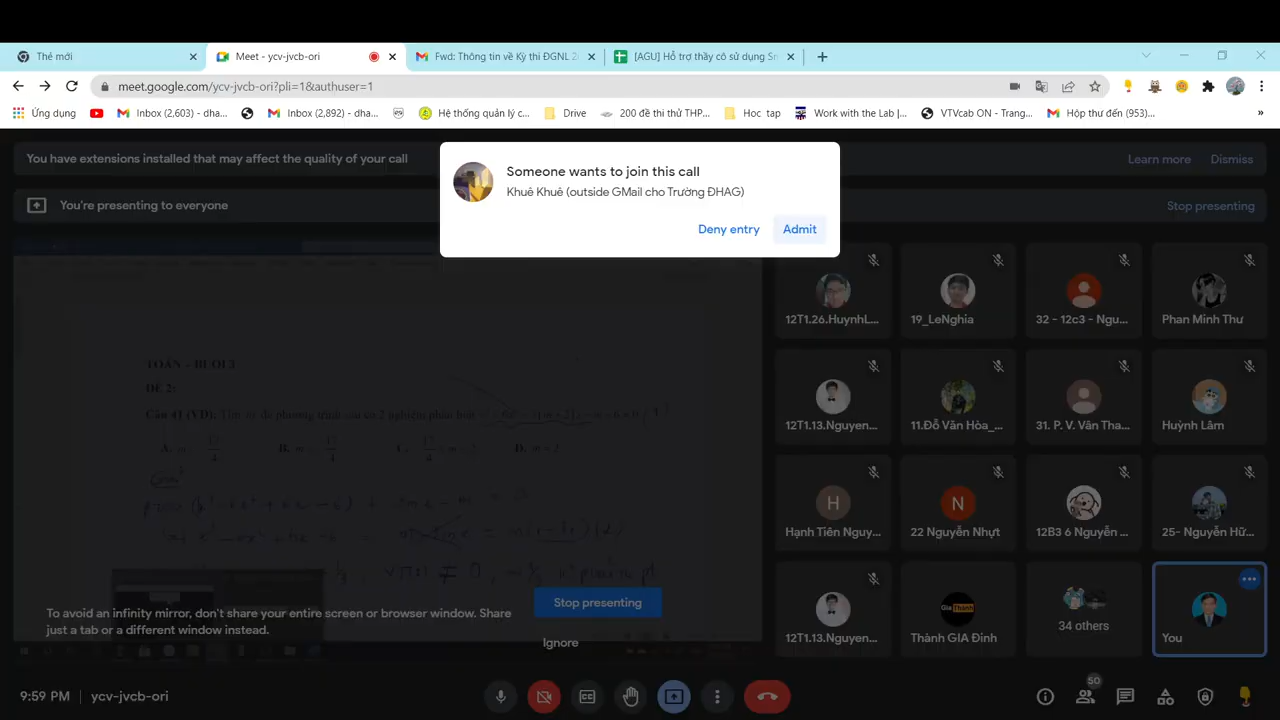 Thẻ mới
Meet - ycv-jvcb-ori
Fwd: Thông tin về Kỳ thi ĐGNL 2
[AGU] Hỗ trợ thầy cô sử dụng Sn
meet.google.com/ycv-jvcb-ori?pli=1&authuser=1
Ứng dụng
Inbox (2,603) - dha...
Inbox (2,892) - dha...
Hệ thống quản lý c...
Drive
200 đề thi thử THP...
Hoc tap
Work with the Lab |...
VTVcab ON - Trang...
Hộp thư đến (953)...
»
You have extensions installed that may affect the quality of your call
Learn more
Dismiss
Someone wants to join this call
Khuê Khuê (outside GMail cho Trường ĐHAG)
Deny entry
Admit
You're presenting to everyone
Stop presenting
TOÁN - BUỔI 3
ĐỀ 2:
Câu 41 (VD):
12T1.26.HuynhL...
19_LeNghia
32 - 12c3 - Ngu...
Phan Minh Thư
12T1.13.Nguyen...
11.Đỗ Văn Hòa_...
31. P. V. Văn Tha...
Huỳnh Lâm
H
N
Hạnh Tiên Nguy...
22 Nguyễn Nhựt
12B3 6 Nguyễn ...
25- Nguyễn Hữ...
Gia Thành
12T1.13.Nguyen...
Thành GIA Đinh
34 others
You
To avoid an infinity mirror, don't share your entire screen or browser window. Share
just a tab or a different window instead.
Stop presenting
Ignore
9:59 PM
ycv-jvcb-ori
50